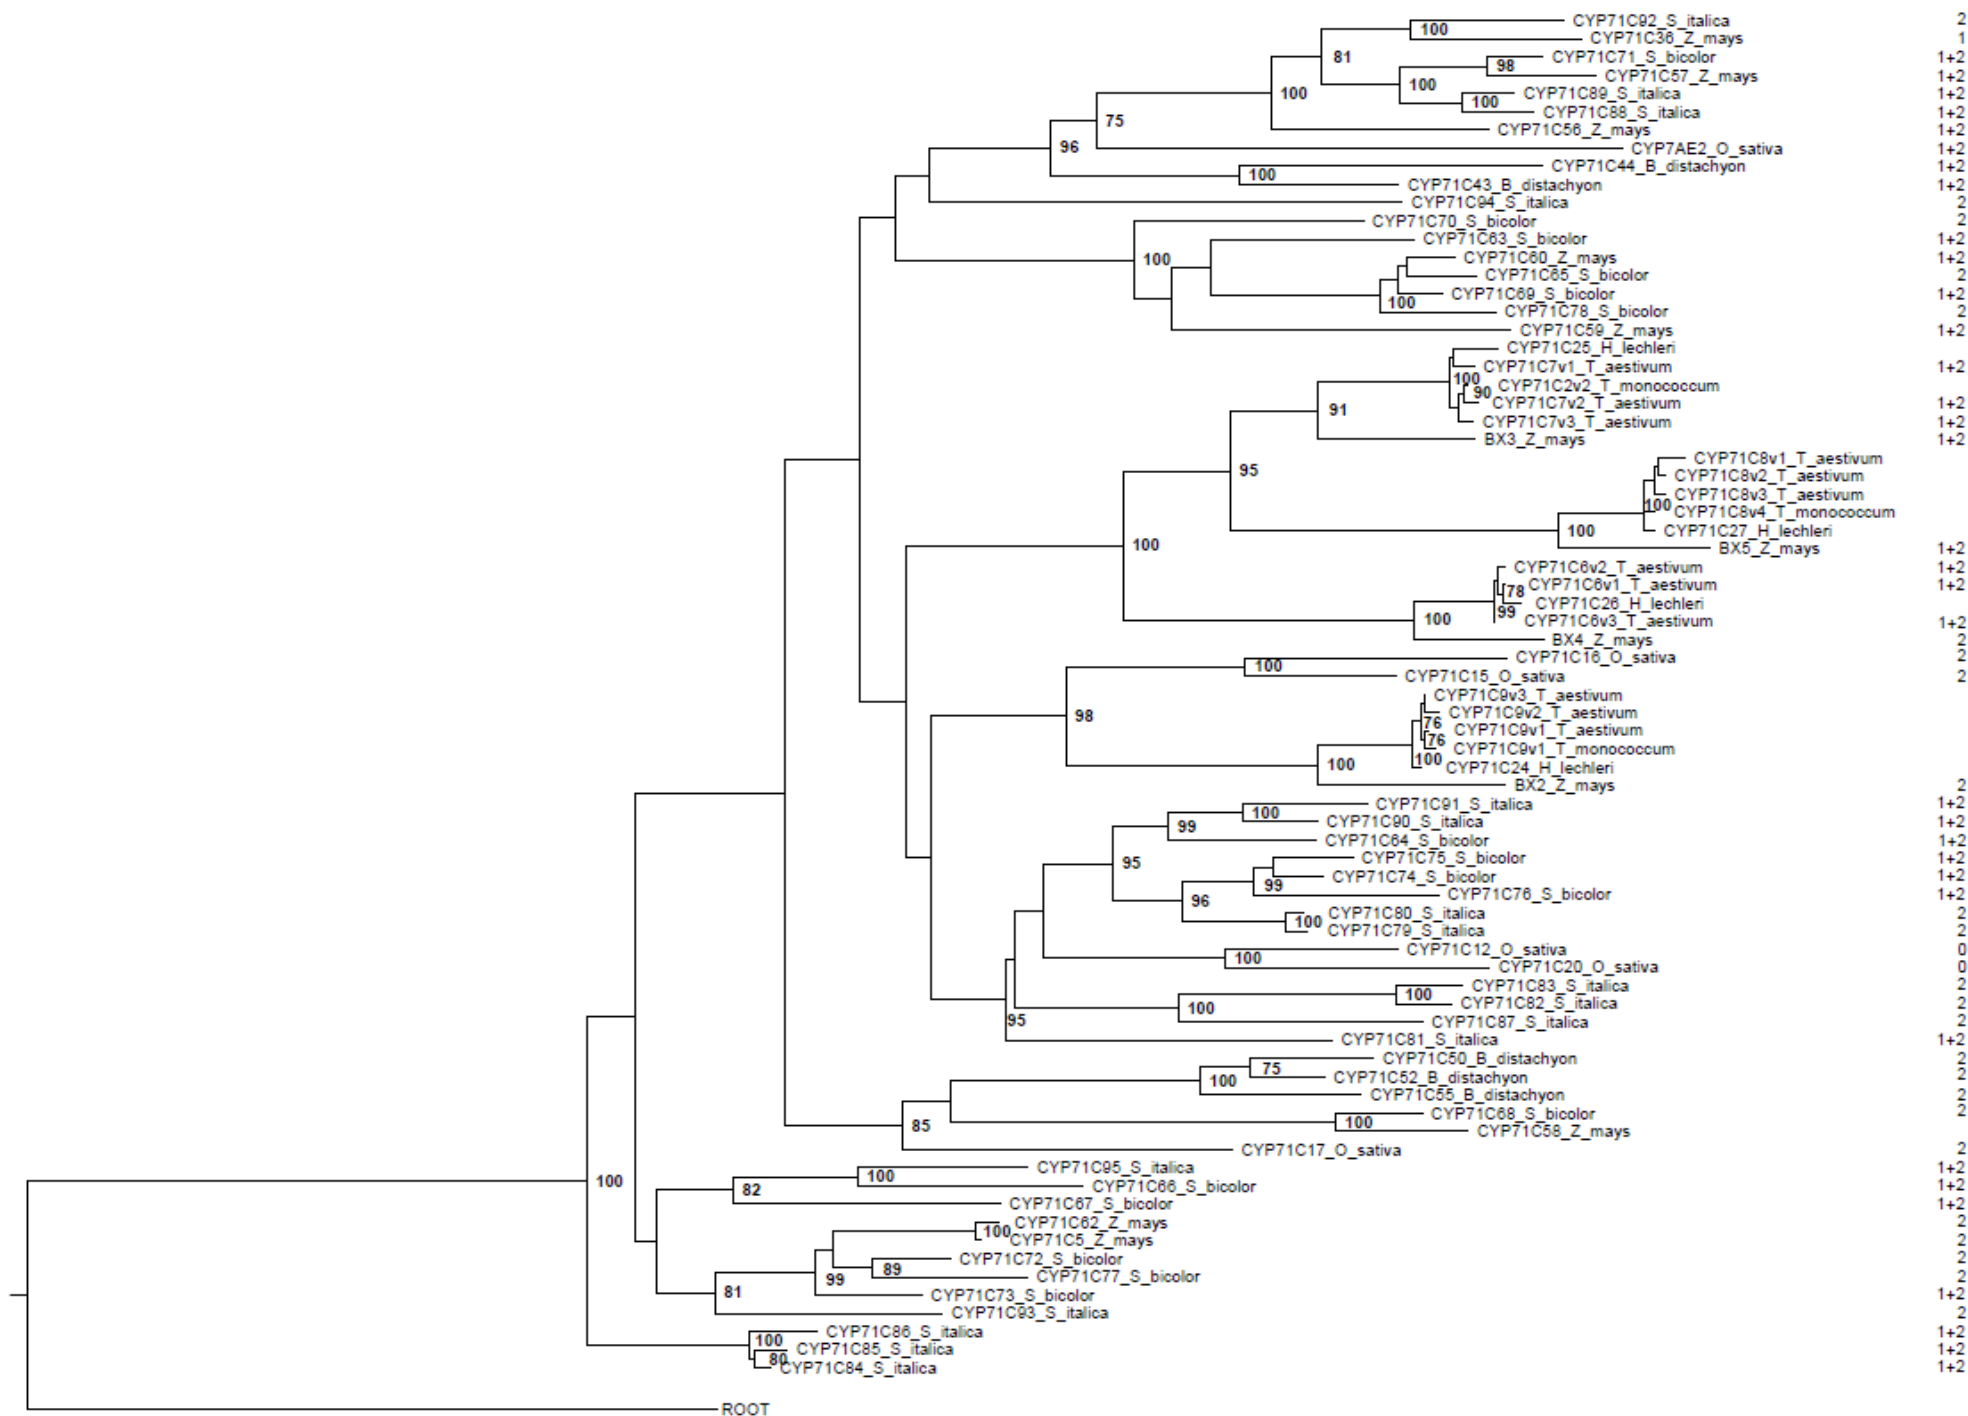 CYP71C92_S_italica 2
100
CYP71C36_Z_mays 1
81
CYP71C71_S_bicolor 1+2
98
CYP71C57_Z_mays 1+2
100
100
CYP71C89_S_italica 1+2
100
CYP71C88_S_italica 1+2
75
CYP71C56_Z_mays 1+2
96
CYP7AE2_O_sativa 1+2
CYP71C44_B_distachyon 1+2
100
CYP71C43_B_distachyon 1+2
CYP71C94_S_italica 2
CYP71C70_S_bicolor 2
CYP71C63_S_bicolor 1+2
100
CYP71C60_Z_mays 1+2
CYP71C65_S_bicolor 2
CYP71C69_S_bicolor 1+2
100
CYP71C78_S_bicolor 2
CYP71C59_Z_mays 1+2
CYP71C25_H_lechleri
CYP71C7v1_T_aestivum 1+2
100
CYP71C2v2_T_monococcum
90
CYP71C7v2_T_aestivum 1+2
91
CYP71C7v3_T_aestivum 1+2
BX3_Z_mays 1+2
CYP71C8v1_T_aestivum
95
CYP71C8v2_T_aestivum
CYP71C8v3_T_aestivum
100
CYP71C8v4_T_monococcum
CYP71C27_H_lechleri
100
100
BX5_Z_mays 1+2
CYP71C6v2_T_aestivum 1+2
CYP71C6v1_T_aestivum 1+2
78
CYP71C26_H_lechleri
99
CYP71C6v3_T_aestivum 1+2
100
BX4_Z_mays 2
CYP71C16_O_sativa 2
100
CYP71C15_O_sativa 2
CYP71C9v3_T_aestivum
CYP71C9v2_T_aestivum
98
76
CYP71C9v1_T_aestivum
76
CYP71C9v1_T_monococcum
100
100
CYP71C24_H_lechleri
BX2_Z_mays 2
CYP71C91_S_italica 1+2
100
CYP71C90_S_italica 1+2
99
CYP71C64_S_bicolor 1+2
95
CYP71C75_S_bicolor 1+2
CYP71C74_S_bicolor 1+2
99
CYP71C76_S_bicolor 1+2
96
CYP71C80_S_italica 2
100
CYP71C79_S_italica 2
CYP71C12_O_sativa 0
100
CYP71C20_O_sativa 0
CYP71C83_S_italica 2
100
CYP71C82_S_italica 2
100
CYP71C87_S_italica 2
95
CYP71C81_S_italica 1+2
CYP71C50_B_distachyon 2
75
CYP71C52_B_distachyon 2
100
CYP71C55_B_distachyon 2
CYP71C68_S_bicolor 2
100
CYP71C58_Z_mays
85
CYP71C17_O_sativa 2
CYP71C95_S_italica 1+2
100
CYP71C66_S_bicolor 1+2
100
82
CYP71C67_S_bicolor 1+2
CYP71C62_Z_mays 2
100
CYP71C5_Z_mays 2
CYP71C72_S_bicolor 2
89
CYP71C77_S_bicolor 2
99
CYP71C73_S_bicolor 1+2
81
CYP71C93_S_italica 2
CYP71C86_S_italica 1+2
100
CYP71C85_S_italica 1+2
80
CYP71C84_S_italica 1+2
ROOT